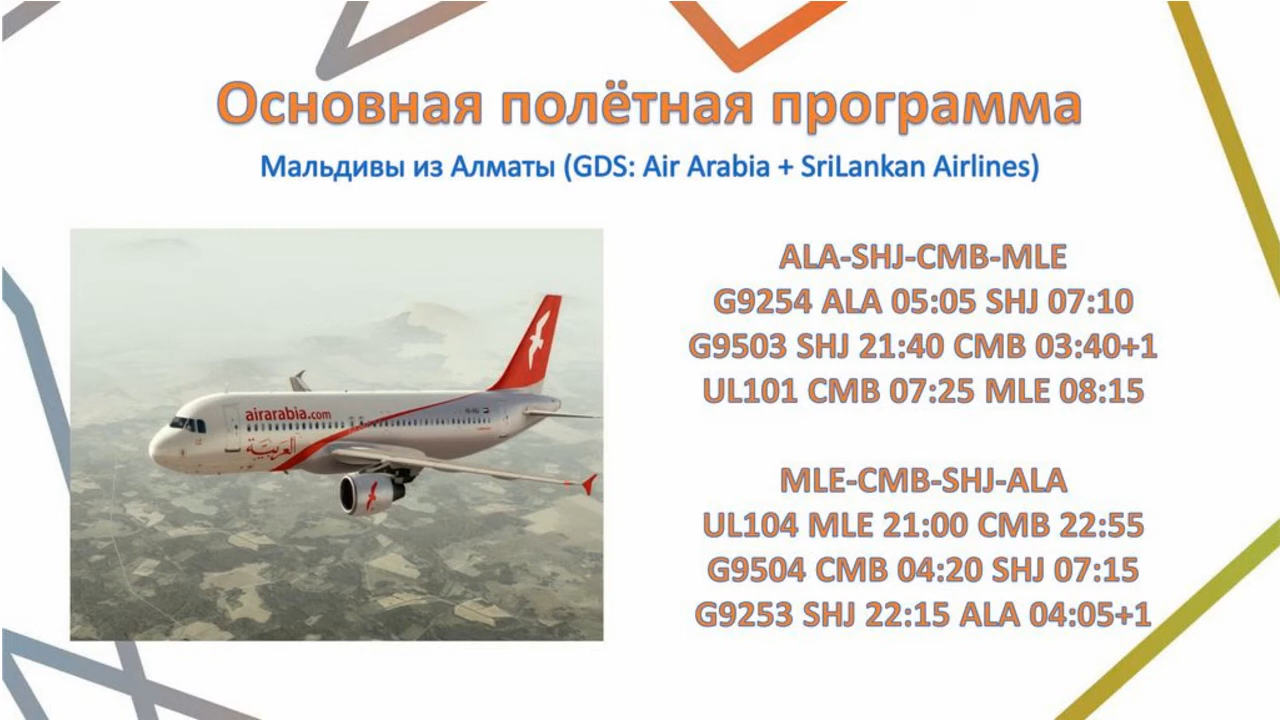 Основная полётная программа
Мальдивы из Алматы (GDS: Air Arabia + SriLankan Airlines)
airarabia.com
العربية
ALA-SHJ-CMB-MLE
G9254 ALA 05:05 SHJ 07:10
G9503 SHJ 21:40 CMB 03:40+1
UL101 CMB 07:25 MLE 08:15
MLE-CMB-SHJ-ALA
UL104 MLE 21:00 CMB 22:55
G9504 CMB 04:20 SHJ 07:15
G9253 SHJ 22:15 ALA 04:05+1